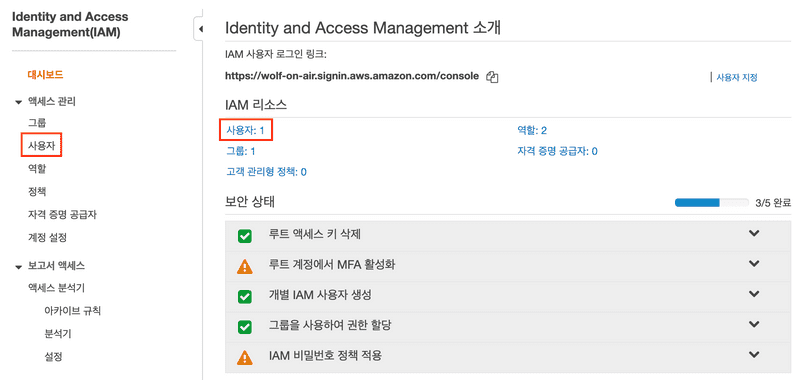 Identity and Access
Management(IAM)
대시보드
액세스 관리
그룹
사용자
역할
정책
자격 증명 공급자
계정 설정
보고서 액세스
액세스 분석기
아카이브 규칙
분석기
설정
Identity and Access Management 소개
IAM 사용자 로그인 링크:
https://wolf-on-air.signin.aws.amazon.com/console
사용자 지정
IAM 리소스
사용자: 1
역할: 2
그룹: 1
자격 증명 공급자: 0
고객 관리형 정책: 0
보안 상태
3/5 완료
루트 액세스 키 삭제
루트 계정에서 MFA 활성화
개별 IAM 사용자 생성
그룹을 사용하여 권한 할당
IAM 비밀번호 정책 적용